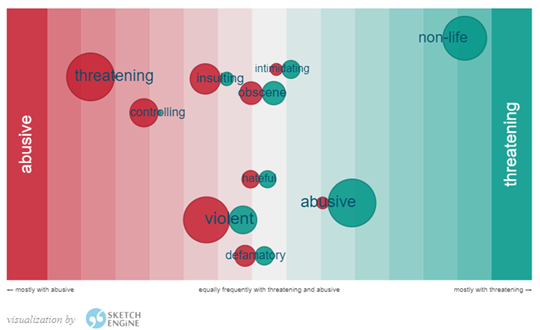 non-life
intimidating
threatening
insulting
obscene
controlling
abusive
threatening
hateful
abusive
violent
defamatory
← mostly with abusive equally frequently with threatening and abusive mostly with threatening →
visualization by SKETCH
ENGINE